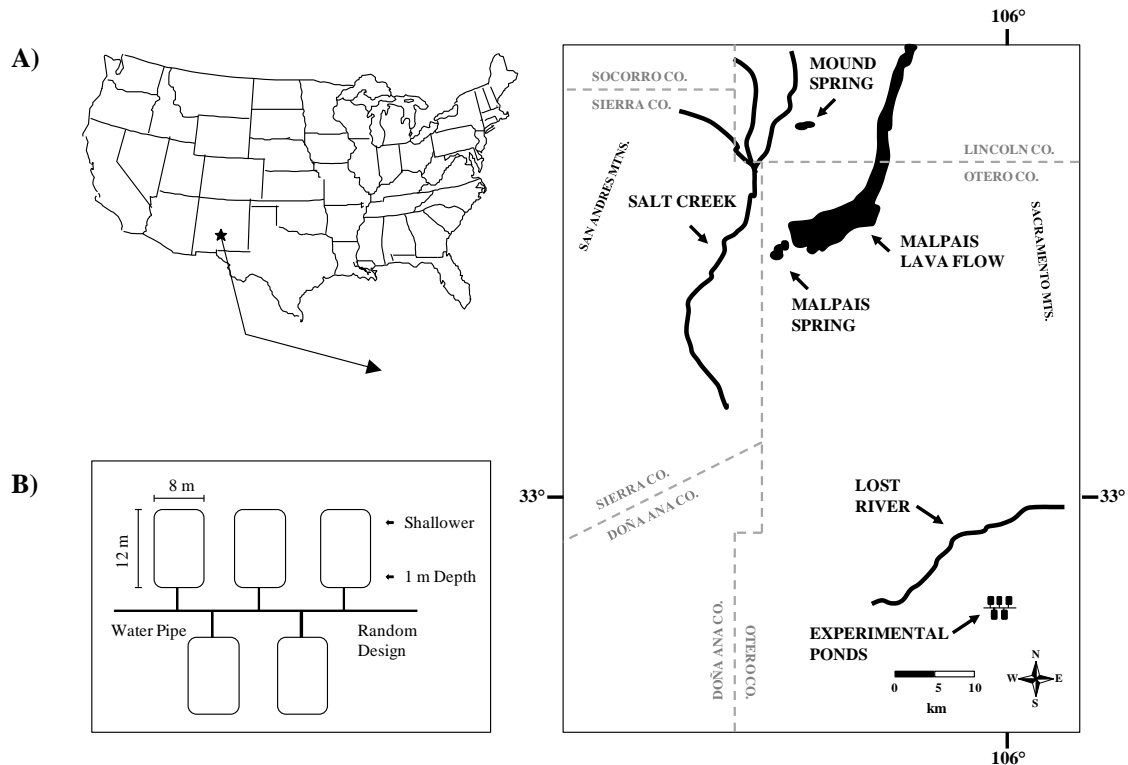 A)
106°
MOUND
SPRING
SOCORRO CO.
SIERRA CO.
LINCOLN CO.
OTERO CO.
SAN ANDRES MTNS.
SALT CREEK
MALPAIS
LAVA FLOW
SACRAMENTO MTS.
MALPAIS
SPRING
B)
8 m
12 m
Shallower
1 m Depth
Water Pipe
Random
Design
33°
SIERRA CO.
DOÑA ANA CO.
LOST
RIVER
33°
DOÑA ANA CO.
OTERO CO.
EXPERIMENTAL
PONDS
0 5 10
km
N
W E
S
106°